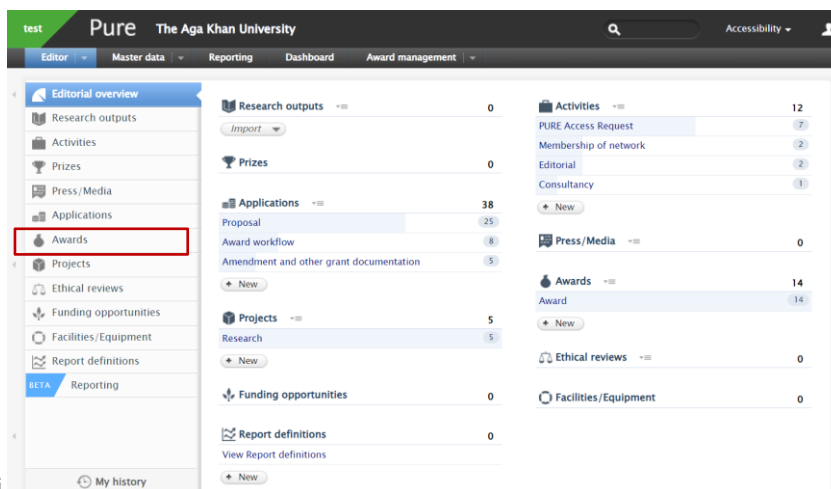 test
Pure The Aga Khan University
Accessibility
Editor
Master data
Reporting
Dashboard
Award management
Editorial overview
Research outputs
Activities
Prizes
Press/Media
Applications
Awards
Projects
Ethical reviews
Funding opportunities
Facilities/Equipment
Report definitions
BETA Reporting
My history
Research outputs 0
Import
Prizes 0
Applications 38
Proposal 25
Award workflow 8
Amendment and other grant documentation 5
+ New
Projects 5
Research 5
+ New
Funding opportunities 0
Report definitions 0
View Report definitions
+ New
Activities 12
PURE Access Request 7
Membership of network 2
Editorial 2
Consultancy 1
+ New
Press/Media 0
Awards 14
Award 14
+ New
Ethical reviews 0
Facilities/Equipment 0